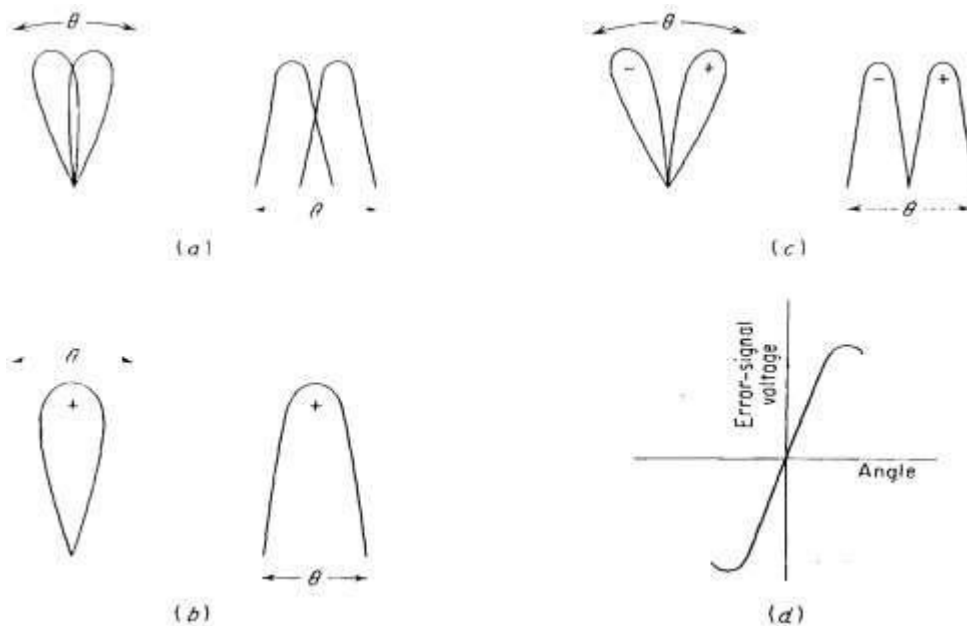 θ
(a)
θ
− +
− +
θ
(c)
+
+
θ
(b)
Error-signal
voltage
Angle
(d)